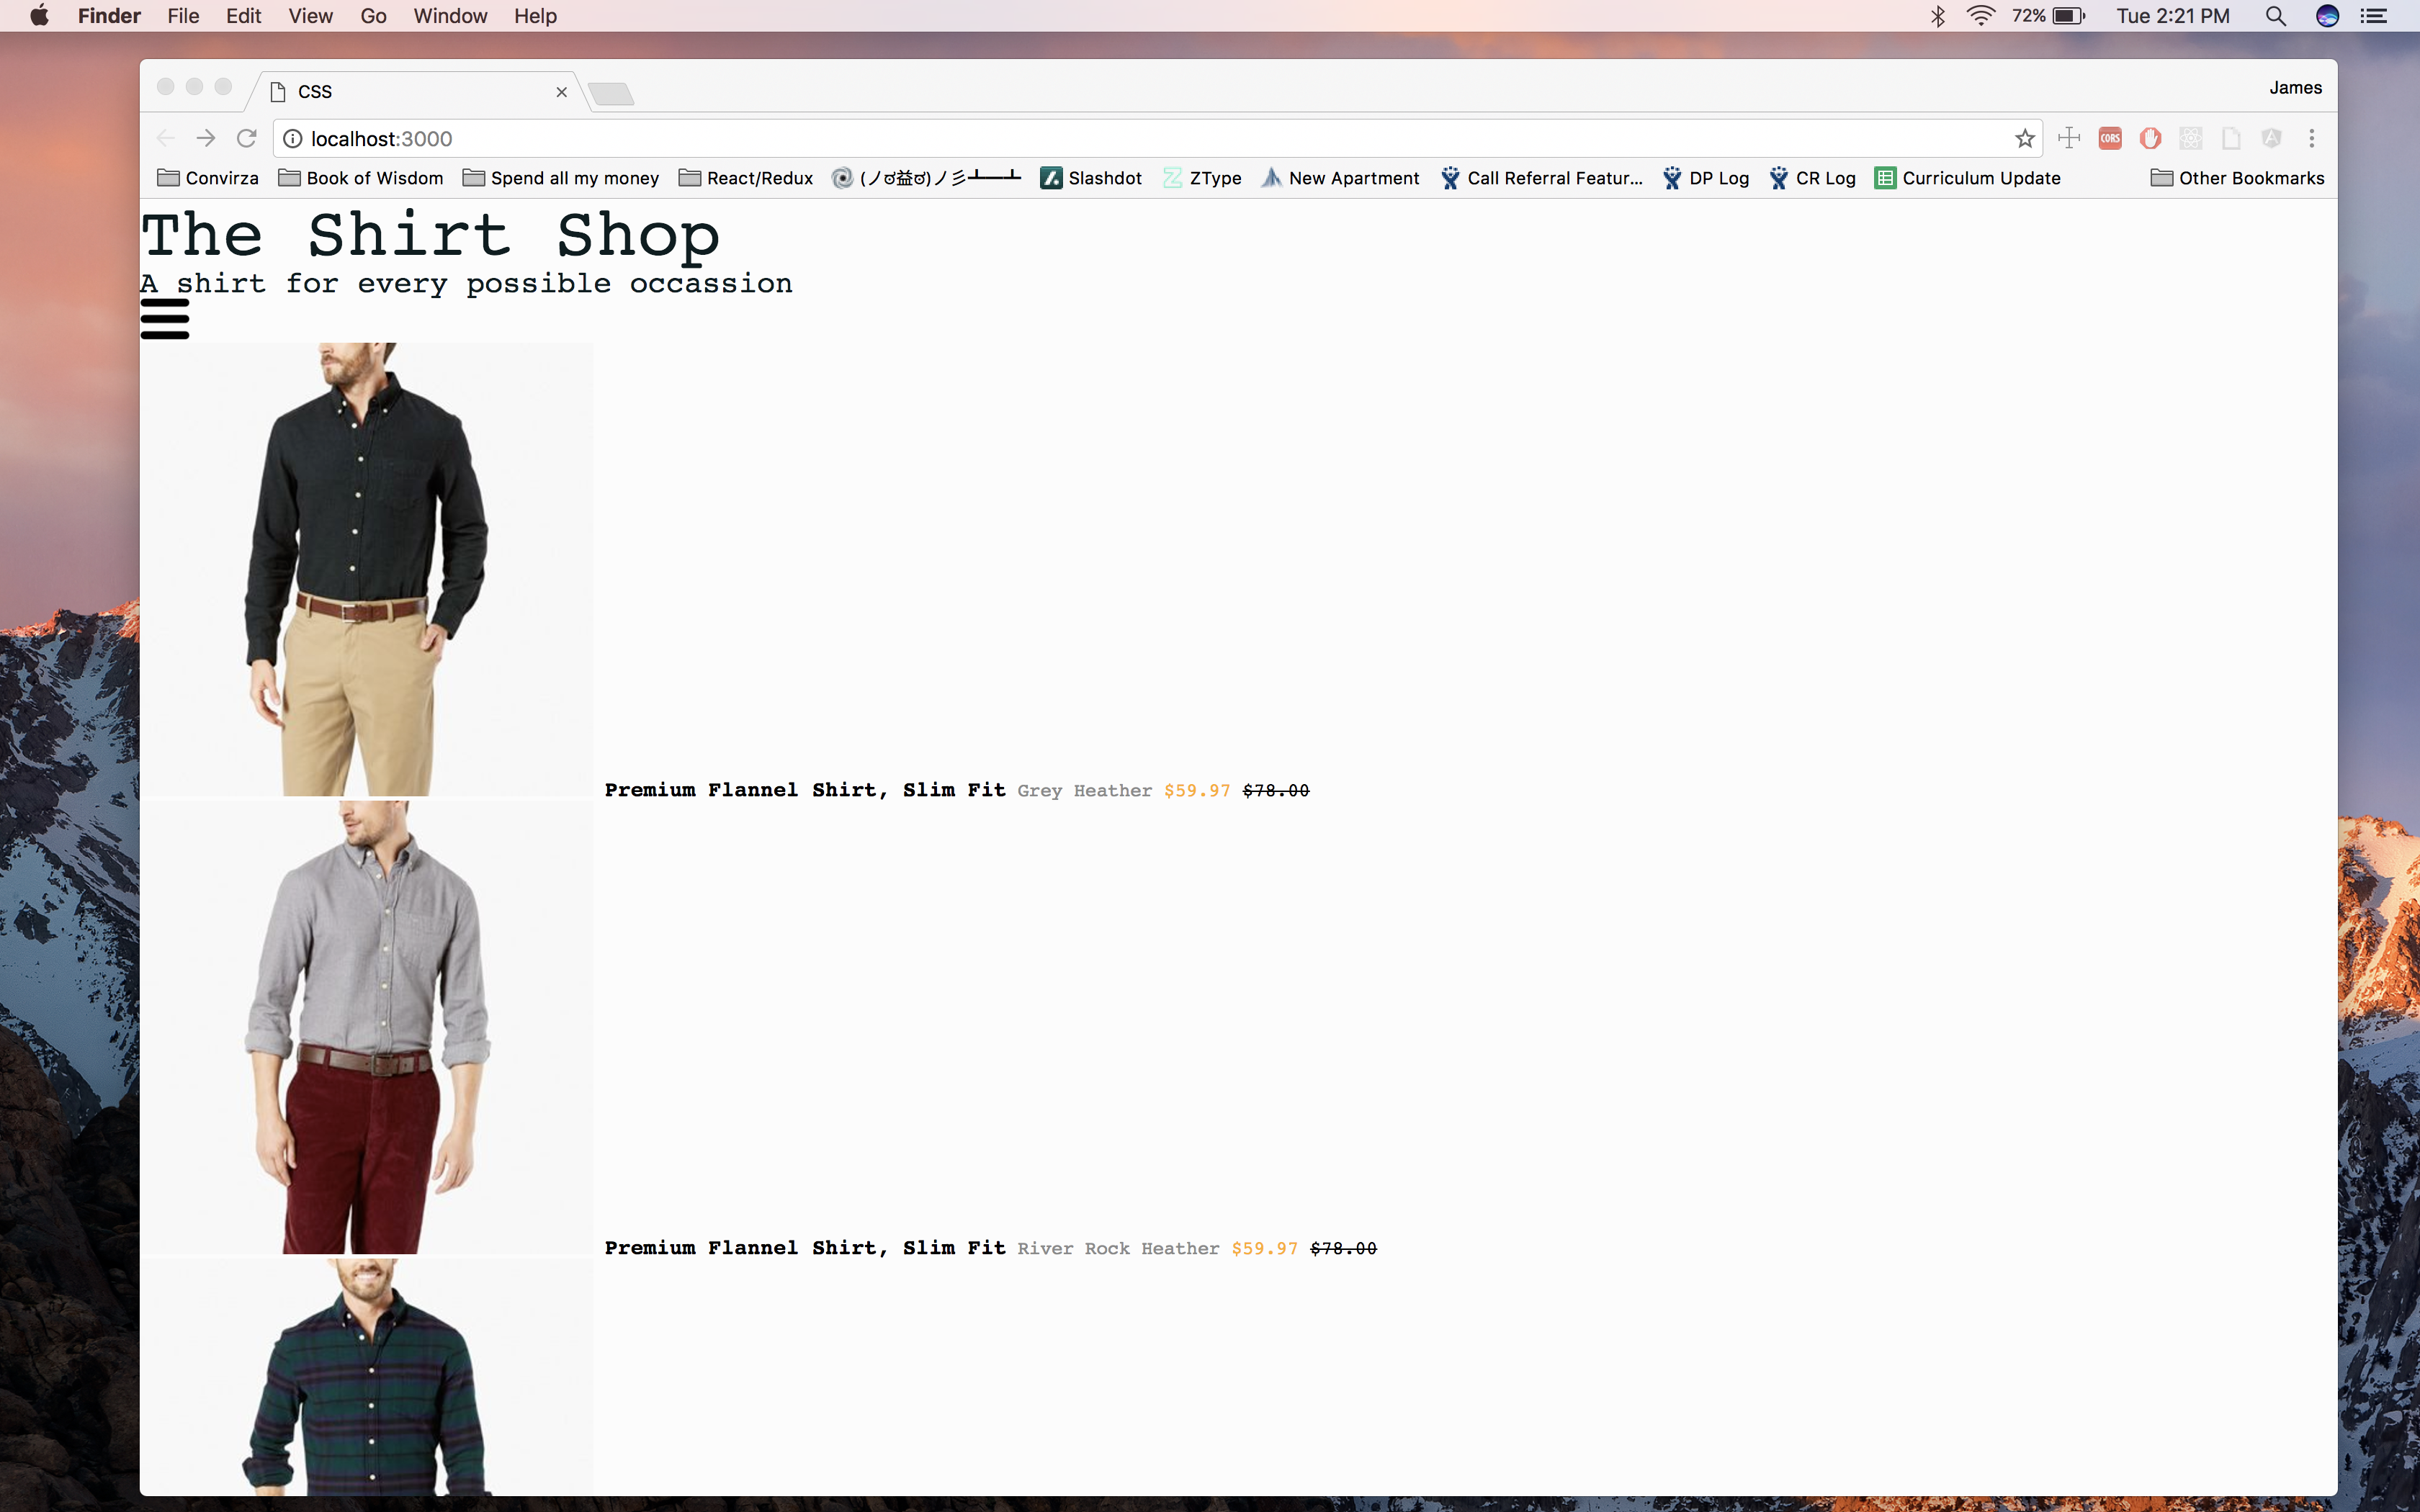 Finder File Edit View Go Window Help 72% Tue 2:21 PM
CSS James
localhost:3000
CORS
Convirza Book of Wisdom Spend all my money React/Redux (ノಠ益ಠ)ノ彡┻━┻ Slashdot ZType New Apartment Call Referral Featur... DP Log CR Log Curriculum Update Other Bookmarks
The Shirt Shop
A shirt for every possible occassion
Premium Flannel Shirt, Slim Fit Grey Heather $59.97 $78.00
Premium Flannel Shirt, Slim Fit River Rock Heather $59.97 $78.00